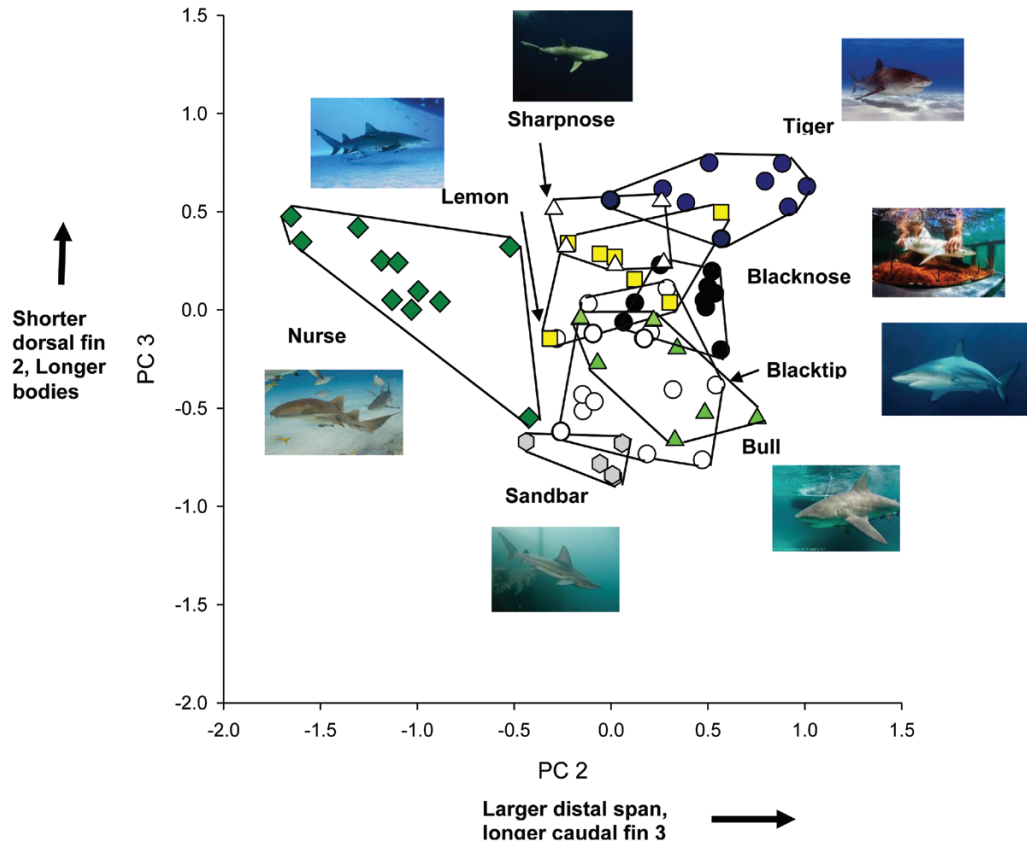 1.5
1.0
0.5
0.0
-0.5
-1.0
-1.5
-2.0
PC 3
Shorter
dorsal fin
2, Longer
bodies
Sharpnose
Tiger
Lemon
Blacknose
Nurse
Blacktip
Bull
Sandbar
-2.0
-1.5
-1.0
-0.5
0.0
0.5
1.0
1.5
PC 2
Larger distal span,
longer caudal fin 3